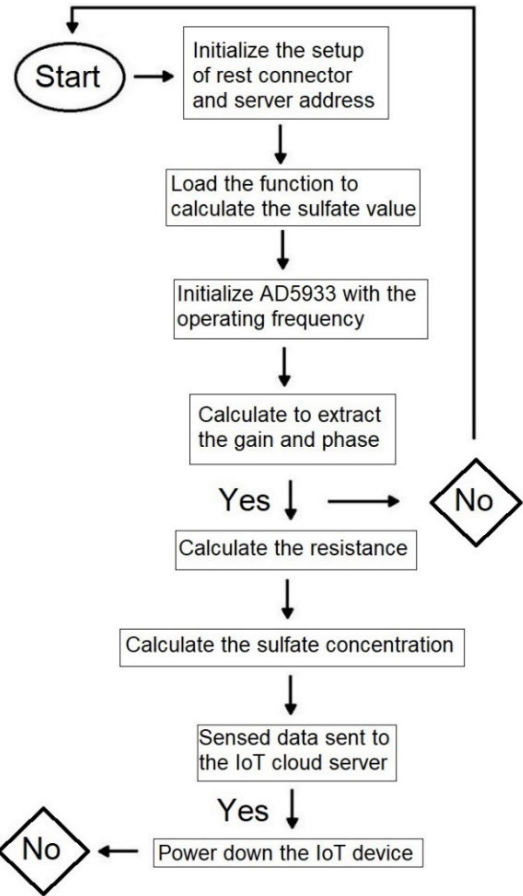 Start
Initialize the setup
of rest connector
and server address
Load the function to
calculate the sulfate value
Initialize AD5933 with the
operating frequency
Calculate to extract
the gain and phase
Yes
No
Calculate the resistance
Calculate the sulfate concentration
Sensed data sent to
the IoT cloud server
Yes
No
Power down the IoT device